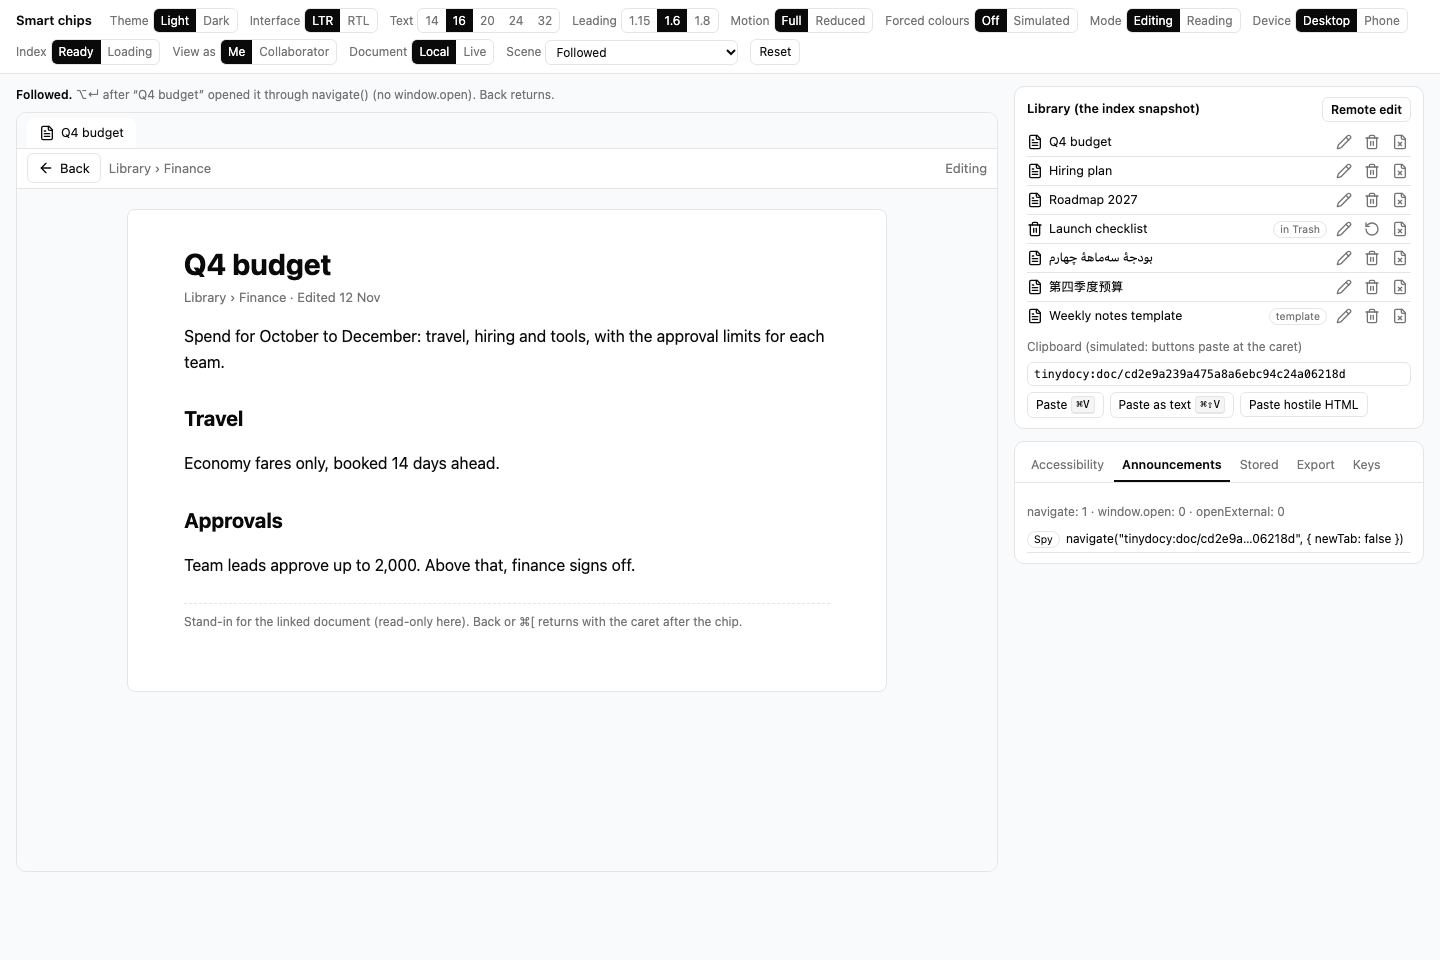 Smart chips Theme Light Dark Interface LTR RTL Text 14 16 20 24 32 Leading 1.15 1.6 1.8 Motion Full Reduced Forced colours Off Simulated Mode Editing Reading Device Desktop Phone
Index Ready Loading View as Me Collaborator Document Local Live Scene Followed Reset
Followed. ⌥↵ after “Q4 budget” opened it through navigate() (no window.open). Back returns.
Q4 budget
← Back Library › Finance Editing
Q4 budget
Library › Finance · Edited 12 Nov
Spend for October to December: travel, hiring and tools, with the approval limits for each
team.
Travel
Economy fares only, booked 14 days ahead.
Approvals
Team leads approve up to 2,000. Above that, finance signs off.
Stand-in for the linked document (read-only here). Back or ⌘[ returns with the caret after the chip.
Library (the index snapshot) Remote edit
Q4 budget
Hiring plan
Roadmap 2027
Launch checklist in Trash
بودجهٔ سه‌ماههٔ چهارم
第四季度预算
Weekly notes template template
Clipboard (simulated: buttons paste at the caret)
tinydocy:doc/cd2e9a239a475a8a6ebc94c24a06218d
Paste ⌘V Paste as text ⌘⇧V Paste hostile HTML
Accessibility Announcements Stored Export Keys
navigate: 1 · window.open: 0 · openExternal: 0
Spy navigate("tinydocy:doc/cd2e9a…06218d", { newTab: false })